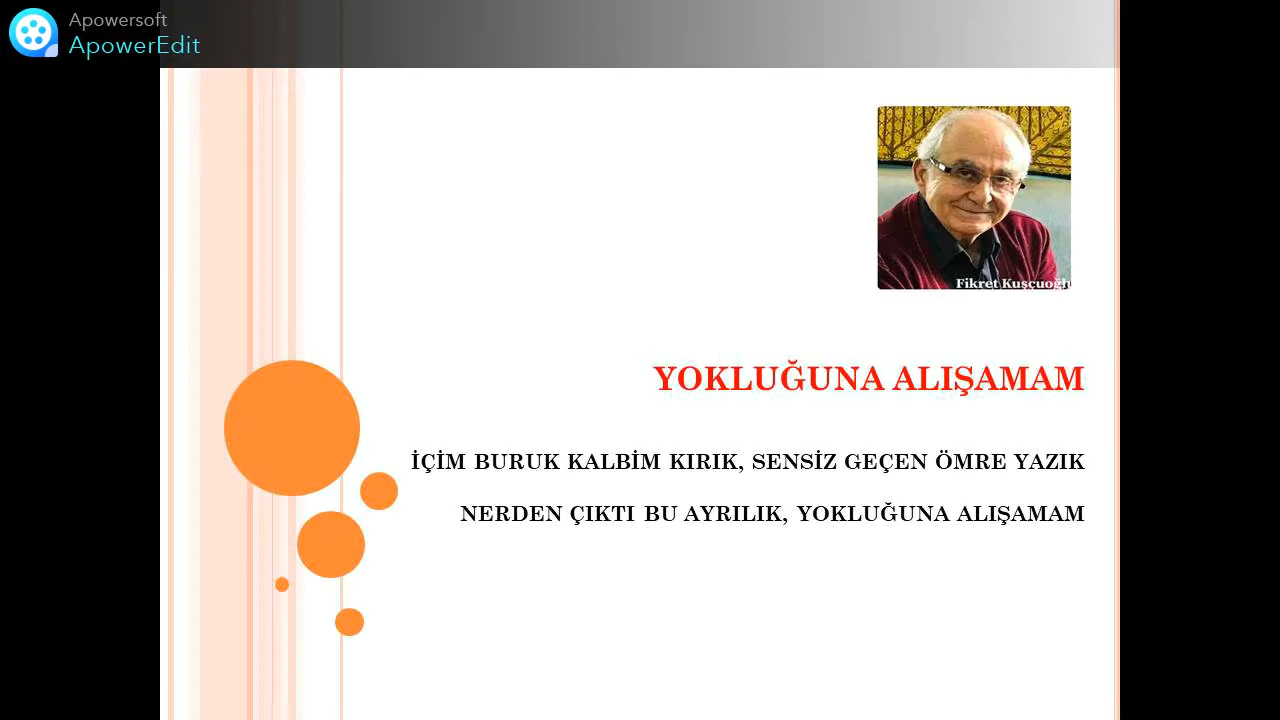 Apowersoft
ApowerEdit
Fikret Kuşçuoğlu
YOKLUĞUNA ALIŞAMAM
İÇİM BURUK KALBİM KIRIK, SENSİZ GEÇEN ÖMRE YAZIK
NERDEN ÇIKTI BU AYRILIK, YOKLUĞUNA ALIŞAMAM